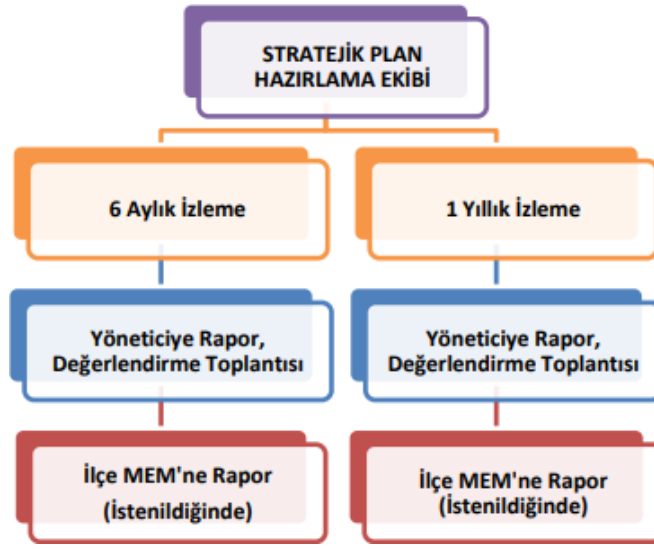 STRATEJİK PLAN
HAZIRLAMA EKİBİ
6 Aylık İzleme
1 Yıllık İzleme
Yöneticiye Rapor,
Değerlendirme Toplantısı
Yöneticiye Rapor,
Değerlendirme Toplantısı
İlçe MEM'ne Rapor
(İstenildiğinde)
İlçe MEM'ne Rapor
(İstenildiğinde)